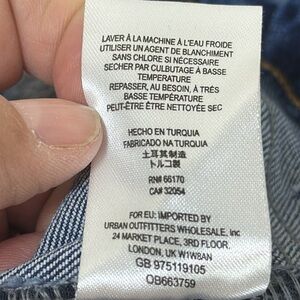 LAVER À LA MACHINE À L'EAU FROIDE
UTILISER UN AGENT DE BLANCHIMENT
SANS CHLORE SI NÉCESSAIRE
SECHER PAR CULBUTAGE À BASSE
TEMPERATURE
REPASSER, AU BESOIN, À TRÉS
BASSE TEMPÉRATURE
PEUT-ÊTRE ÊTRE NETTOYÉE SEC
HECHO EN TURQUIA
FABRICADO NA TURQUIA
土耳其制造
トルコ製
RN# 66170
CA# 32054
FOR EU: IMPORTED BY
URBAN OUTFITTERS WHOLESALE, INC
24 MARKET PLACE, 3RD FLOOR.
LONDON, UK W1W8AN
GB 975119105
OB663759